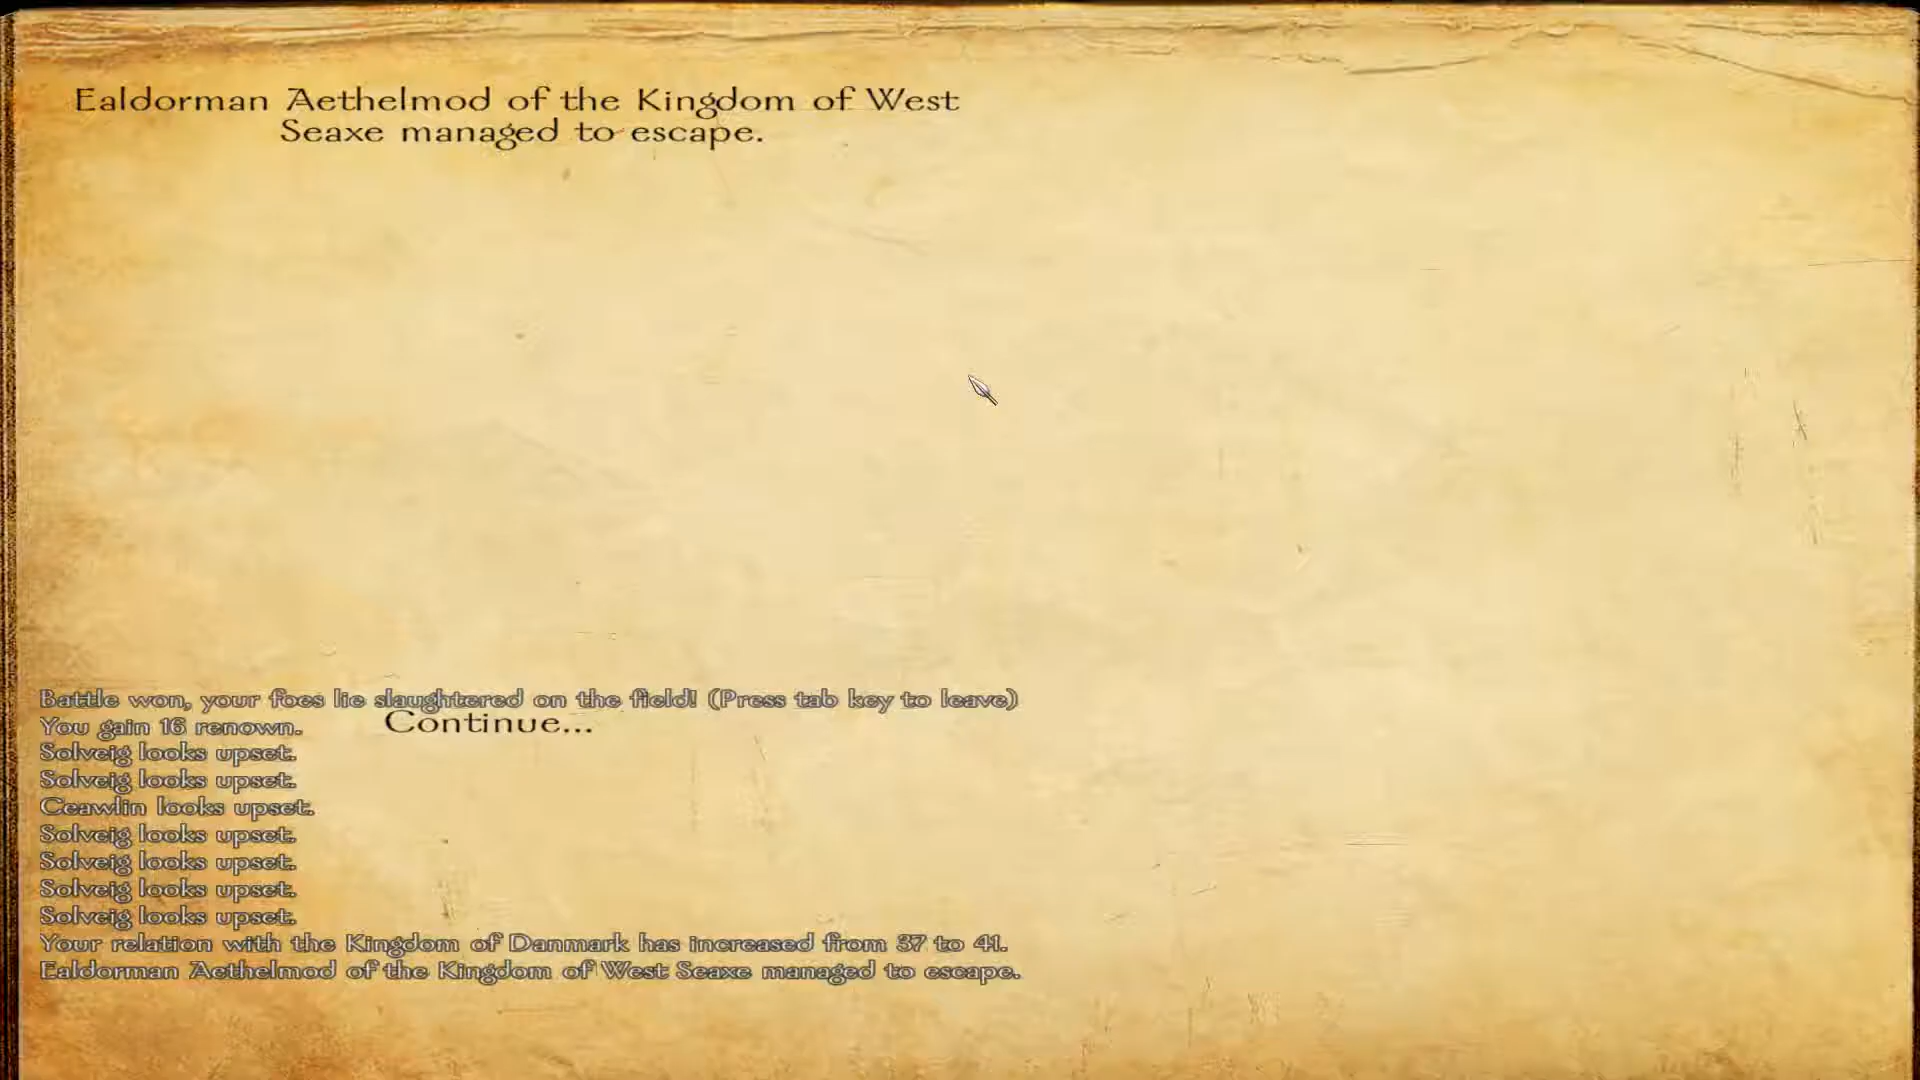 Ealdorman Aethelmod of the Kingdom of West
Seaxe managed to escape.
Battle won, your foes lie slaughtered on the field! (Press tab key to leave)
You gain 16 renown.
Continue...
Solveig looks upset.
Solveig looks upset.
Ceawlin looks upset.
Solveig looks upset.
Solveig looks upset.
Solveig looks upset.
Solveig looks upset.
Your relation with the Kingdom of Danmark has increased from 37 to 41.
Ealdorman Aethelmod of the Kingdom of West Seaxe managed to escape.